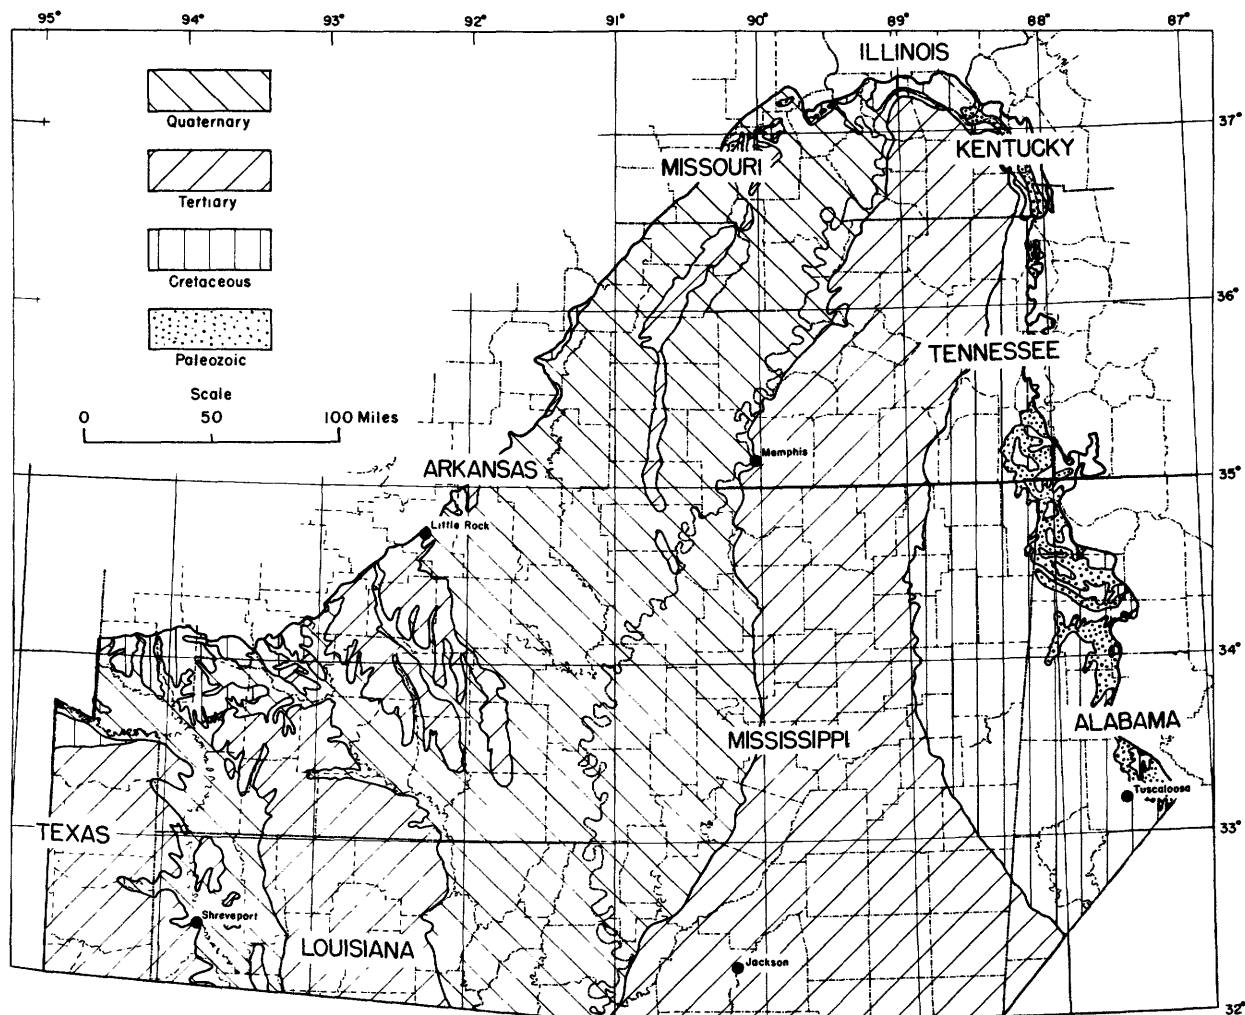 95° 94° 93° 92° 91° 90° 89° 88° 87°
ILLINOIS
Quaternary
37°
KENTUCKY
MISSOURI
Tertiary
Cretaceous
36°
Paleozoic
TENNESSEE
Scale
0 50 100 Miles
Memphis
ARKANSAS
35°
Little Rock
34°
ALABAMA
MISSISSIPPI
Tuscaloosa
TEXAS
33°
Shreveport
LOUISIANA
Jackson
32°